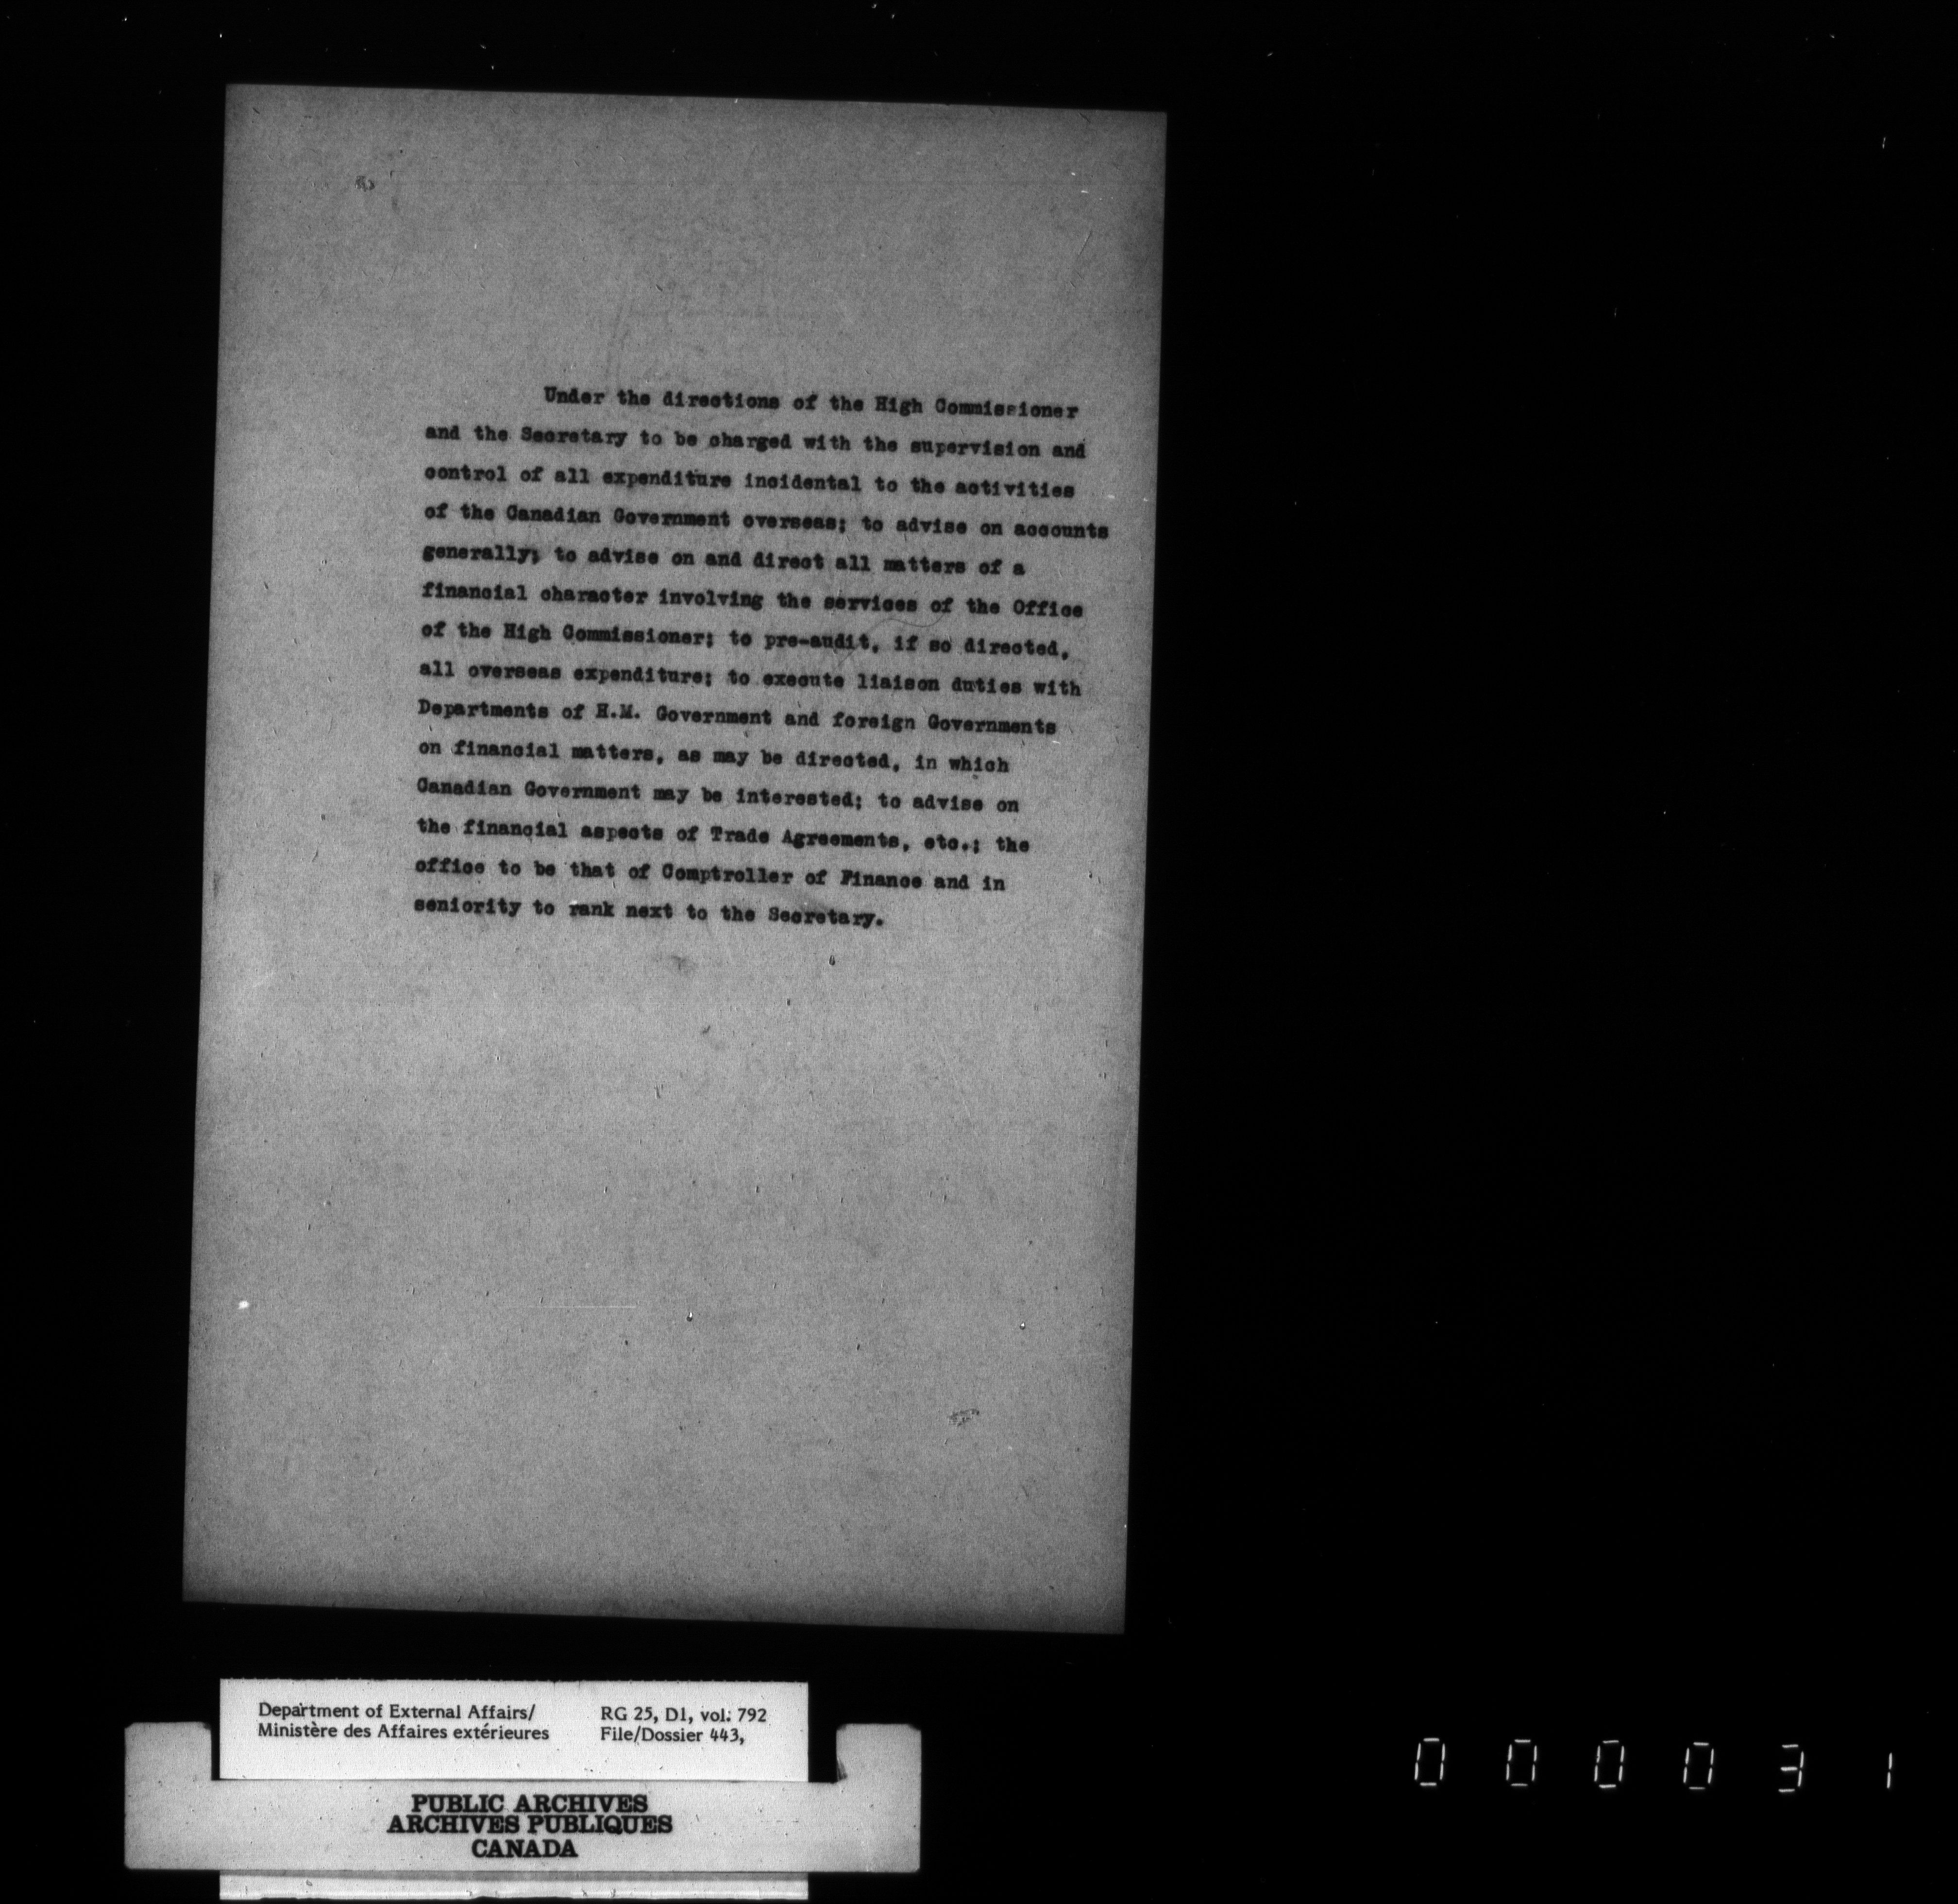 Under the directions of the High Commissioner
and the Secretary to be charged with the supervision and
control of all expenditure incidental to the activities
of the Canadian Government overseas; to advise on accounts
generally; to advise on and direct all matters of a
financial character involving the services of the Office
of the High Commissioner; to pre-audit, if so directed,
all overseas expenditure; to execute liaison duties with
Departments of H.M. Government and foreign Governments
on financial matters, as may be directed, in which
Canadian Government may be interested; to advise on
the financial aspects of Trade Agreements, etc.; the
office to be that of Comptroller of Finance and in
seniority to rank next to the Secretary.
Department of External Affairs/
Ministère des Affaires extérieures
RG 25, D1, vol: 792
File/Dossier 443,
PUBLIC ARCHIVES
ARCHIVES PUBLIQUES
CANADA
000031